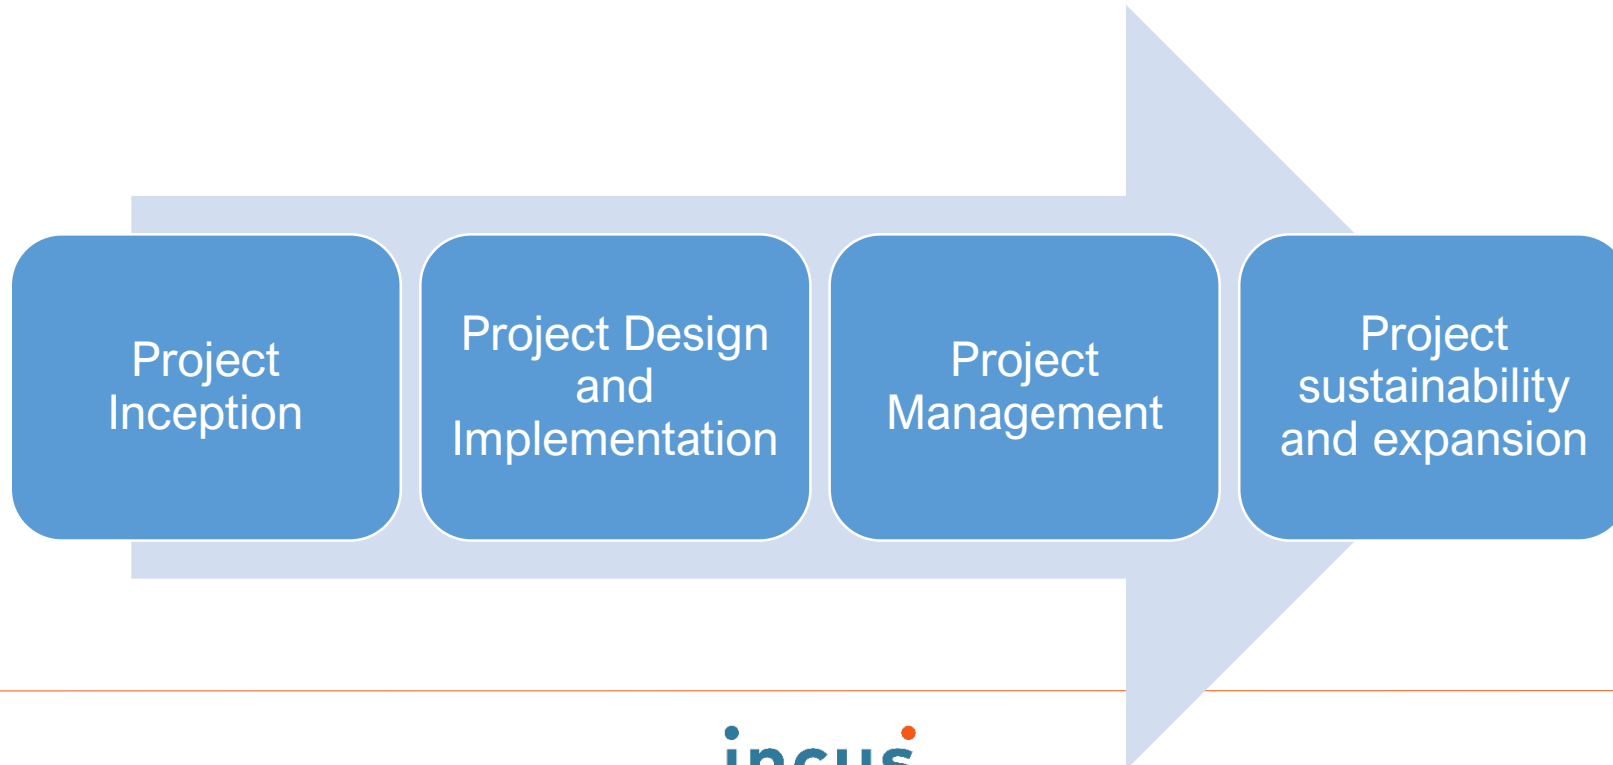 Project
Inception
Project Design
and
Implementation
Project
Management
Project
sustainability
and expansion
incus